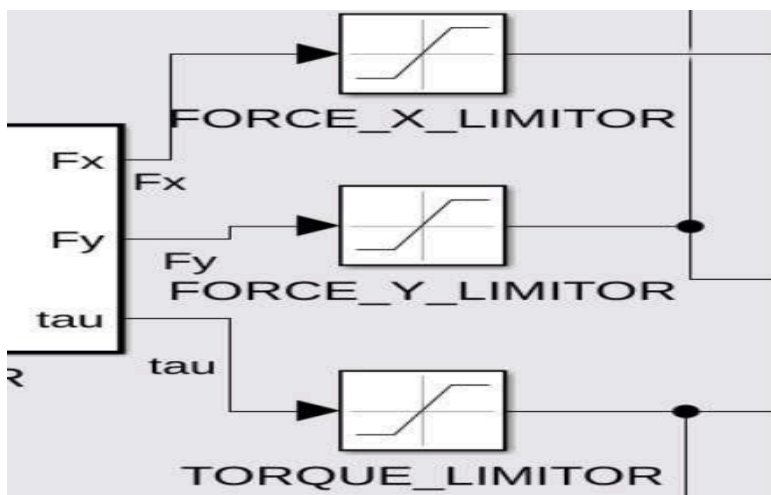 FORCE_X_LIMITOR
Fx
Fx
Fy
Fy
FORCE_Y_LIMITOR
tau
tau
R
TORQUE_LIMITOR